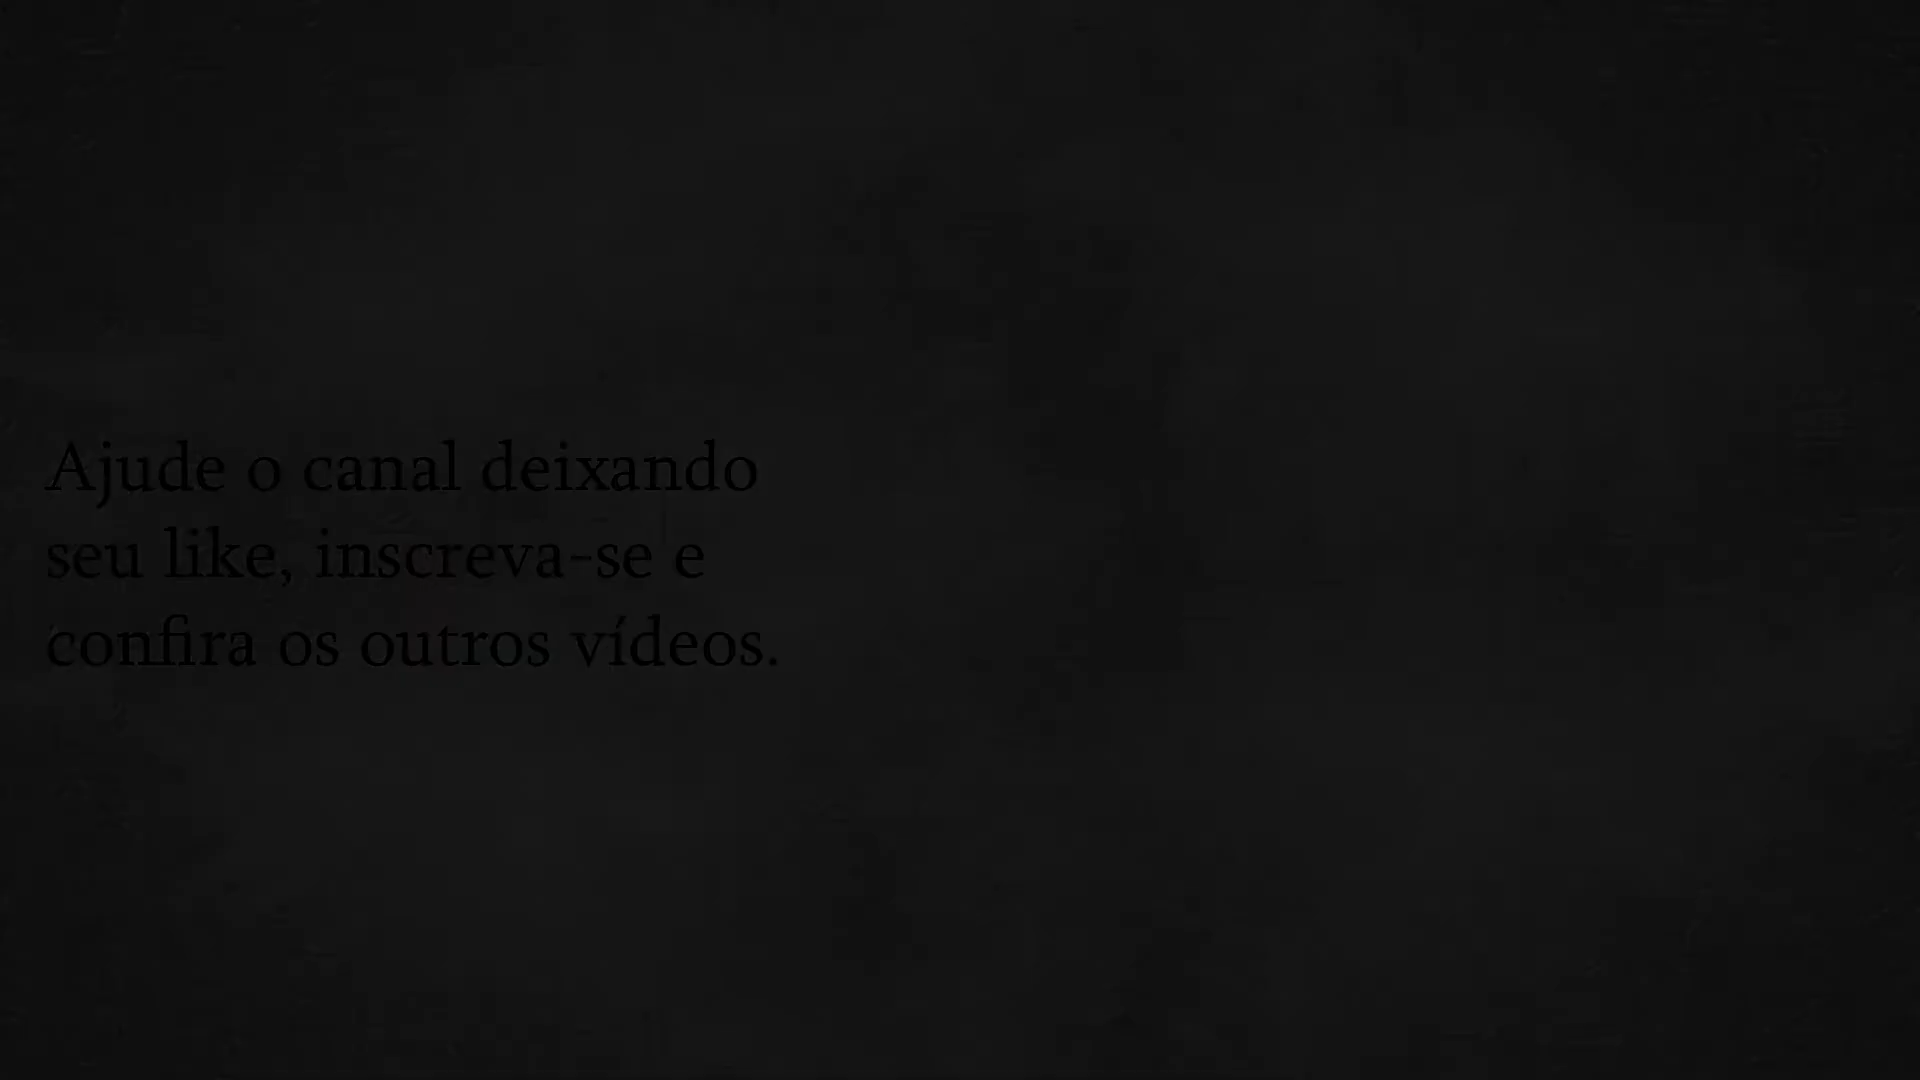 Ajude o canal deixando
seu like, inscreva-se e
confira os outros vídeos.